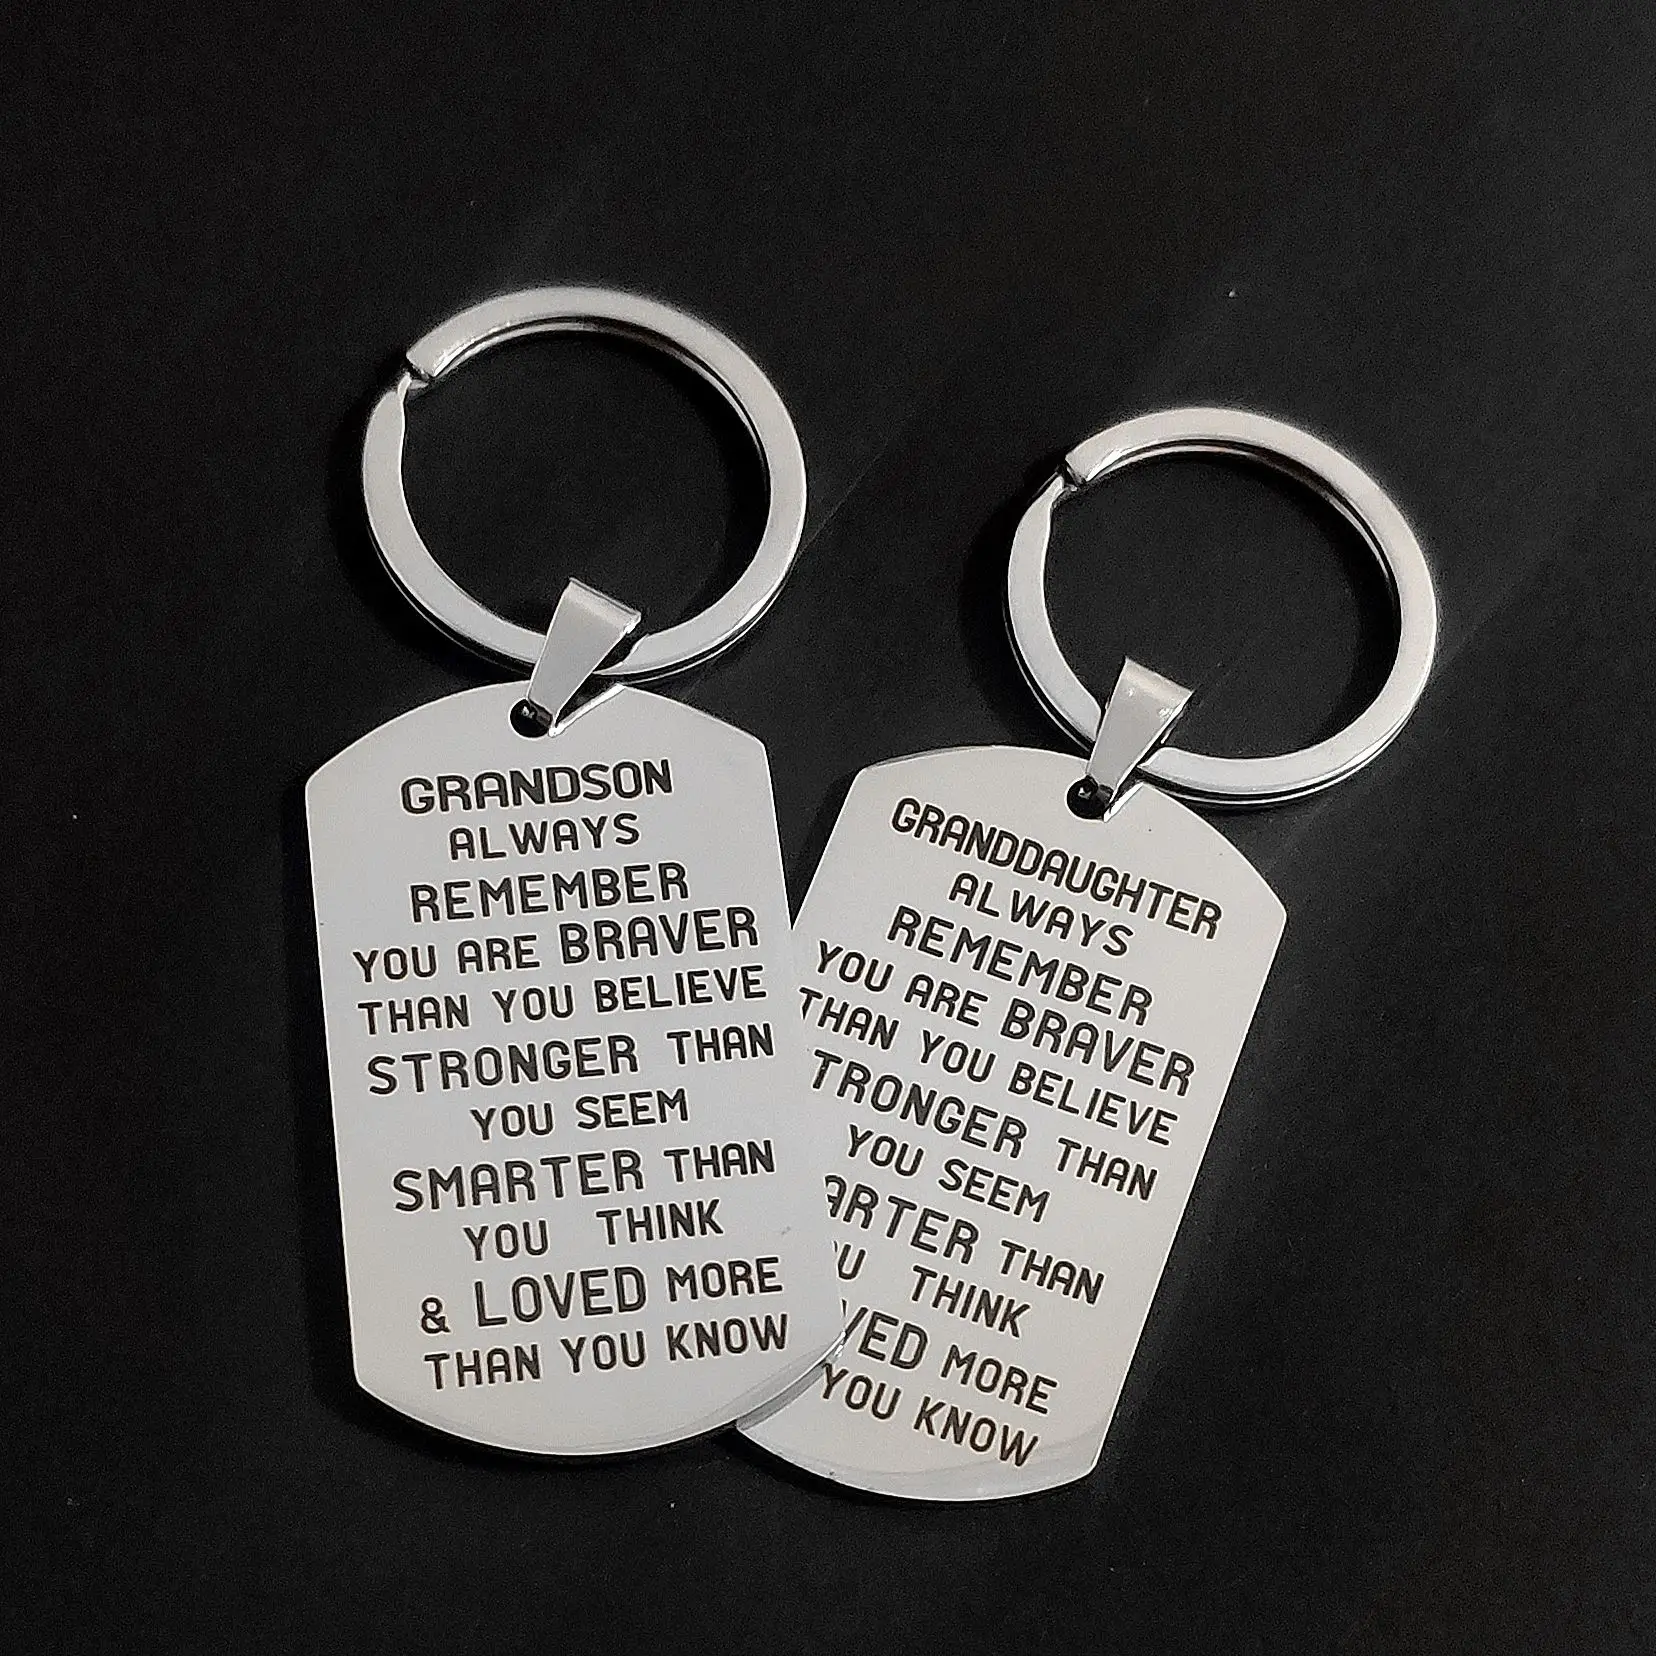 GRANDSON
ALWAYS
REMEMBER
YOU ARE BRAVER
THAN YOU BELIEVE
STRONGER THAN
YOU SEEM
SMARTER THAN
YOU THINK
& LOVED MORE
THAN YOU KNOW
GRANDDAUGHTER
ALWAYS
REMEMBER
YOU ARE BRAVER
THAN YOU BELIEVE
TRONGER THAN
YOU SEEM
ARTER THAN
U THINK
VED MORE
YOU KNOW